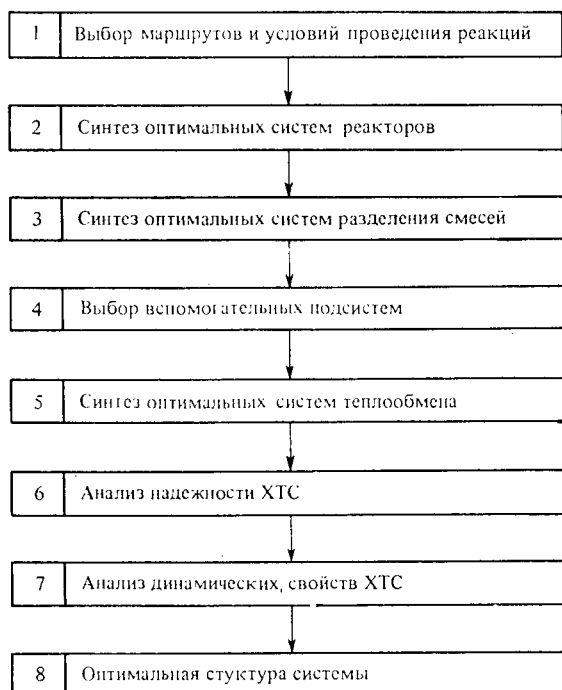 1 Выбор маршрутов и условий проведения реакций
2 Синтез оптимальных систем реакторов
3 Синтез оптимальных систем разделения смесей
4 Выбор вспомогательных подсистем
5 Синтез оптимальных систем теплообмена
6 Анализ надежности ХТС
7 Анализ динамических, свойств ХТС
8 Оптимальная стуктура системы